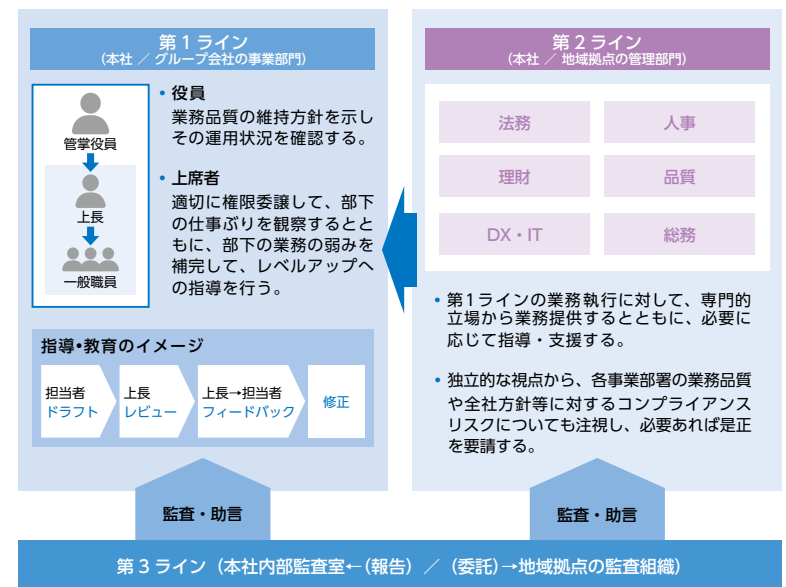 第1ライン
(本社 ／ グループ会社の事業部門)
管掌役員
上長
一般職員
・役員
業務品質の維持方針を示し
その運用状況を確認する。
・上席者
適切に権限委譲して、部下
の仕事ぶりを観察するとと
もに、部下の業務の弱みを
補完して、レベルアップへ
の指導を行う。
指導・教育のイメージ
担当者
ドラフト
上長
レビュー
上長→担当者
フィードバック
修正
第2ライン
(本社 ／ 地域拠点の管理部門)
法務
人事
理財
品質
DX・IT
総務
・第1ラインの業務執行に対して、専門的
立場から業務提供するとともに、必要に
応じて指導・支援する。
・独立的な視点から、各事業部署の業務品質
や全社方針等に対するコンプライアンス
リスクについても注視し、必要あれば是正
を要請する。
監査・助言
監査・助言
第3ライン（本社内部監査室←(報告) ／ (委託)→地域拠点の監査組織）